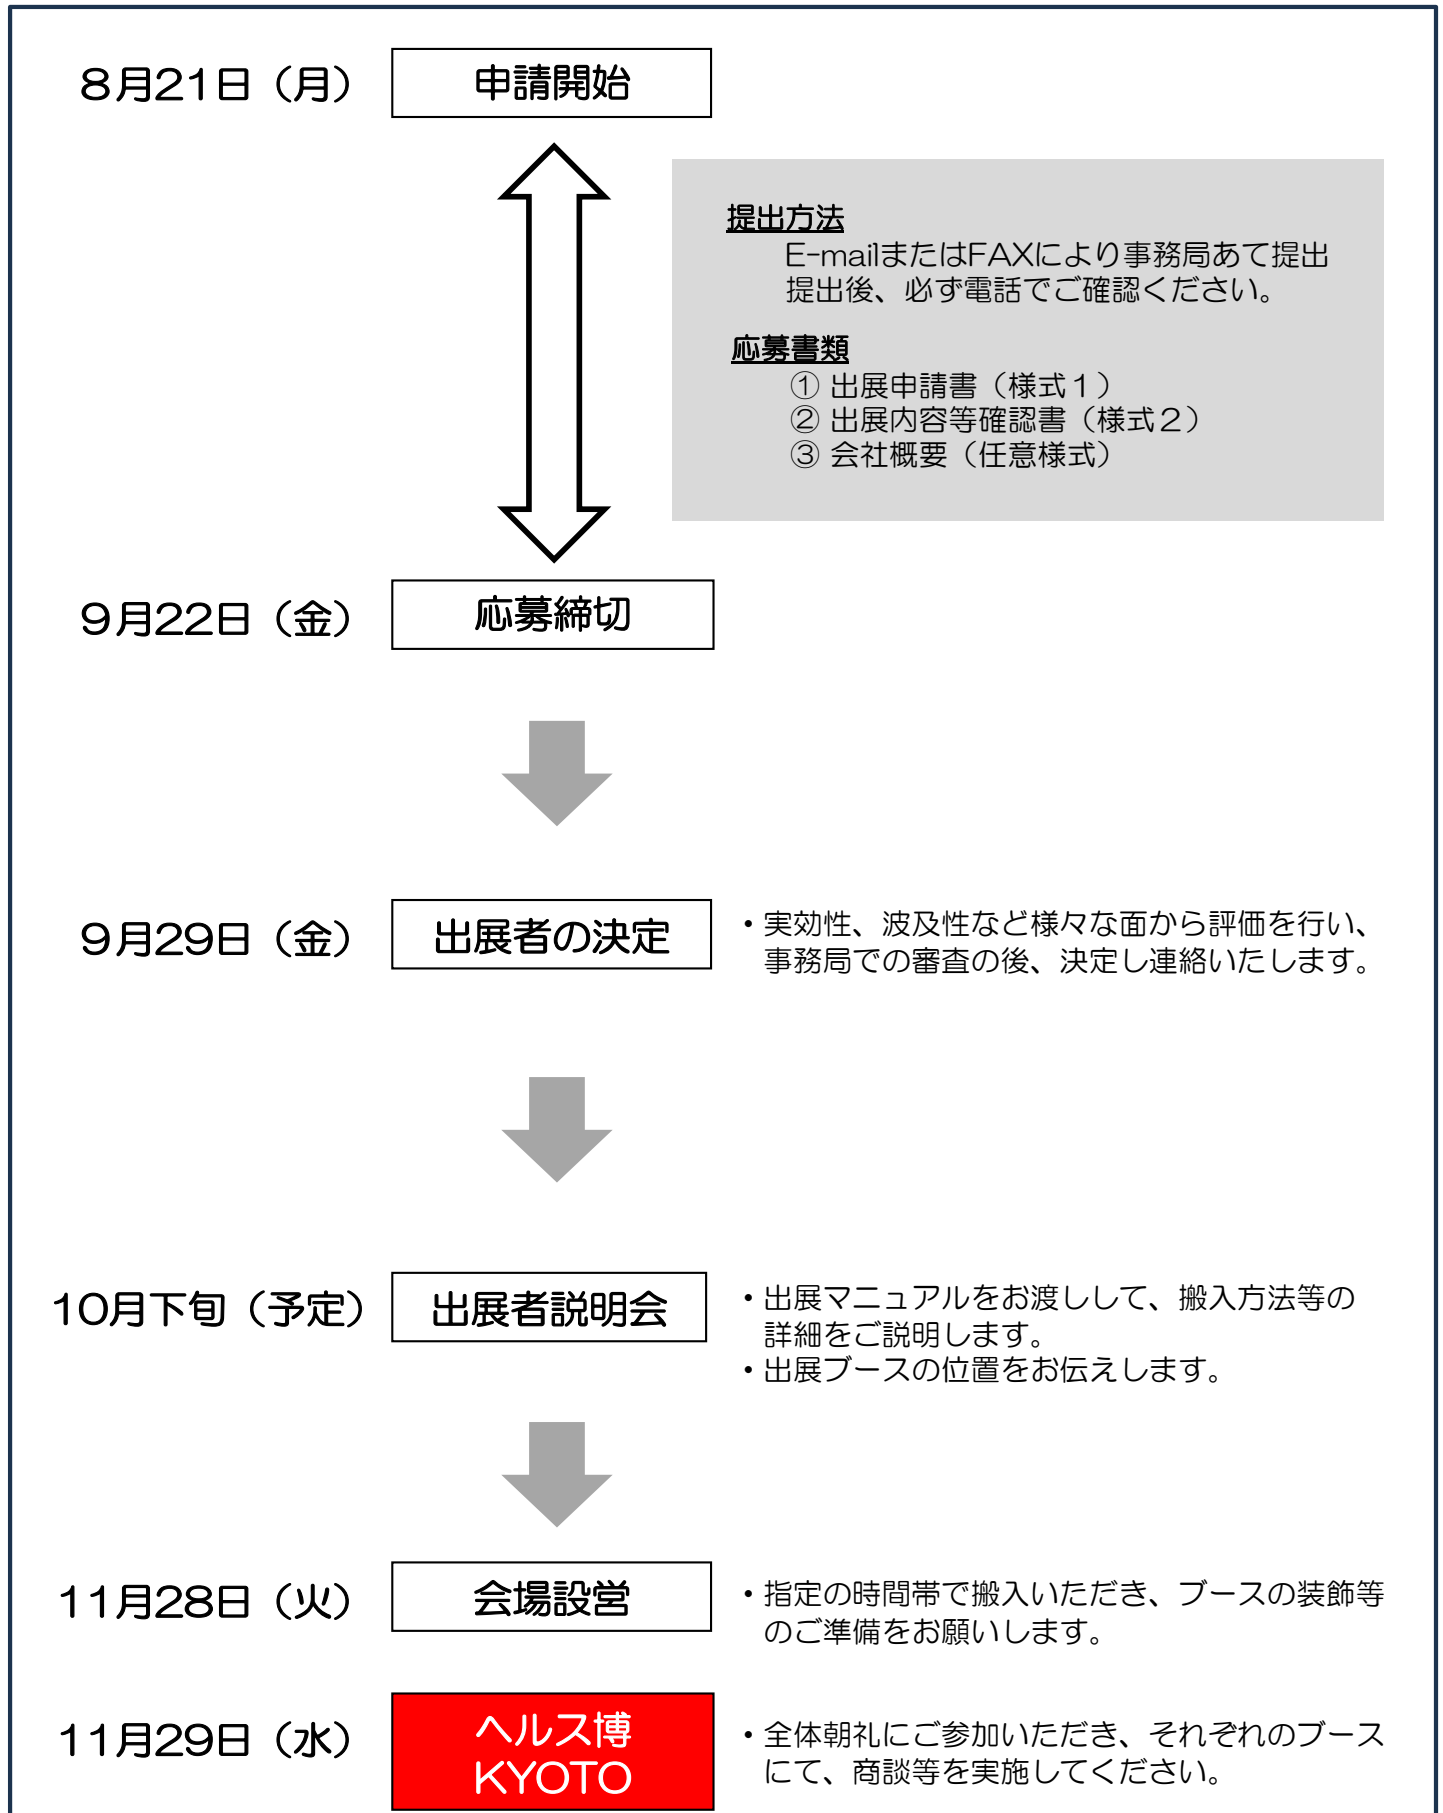 8月21日（月）
申請開始
提出方法
E-mailまたはFAXにより事務局あて提出
提出後、必ず電話でご確認ください。
応募書類
① 出展申請書（様式１）
② 出展内容等確認書（様式２）
③ 会社概要（任意様式）
9月22日（金）
応募締切
9月29日（金）
出展者の決定
・実効性、波及性など様々な面から評価を行い、
事務局での審査の後、決定し連絡いたします。
10月下旬（予定）
出展者説明会
・出展マニュアルをお渡しして、搬入方法等の
詳細をご説明します。
・出展ブースの位置をお伝えします。
11月28日（火）
会場設営
・指定の時間帯で搬入いただき、ブースの装飾等
のご準備をお願いします。
11月29日（水）
ヘルス博
KYOTO
・全体朝礼にご参加いただき、それぞれのブース
にて、商談等を実施してください。